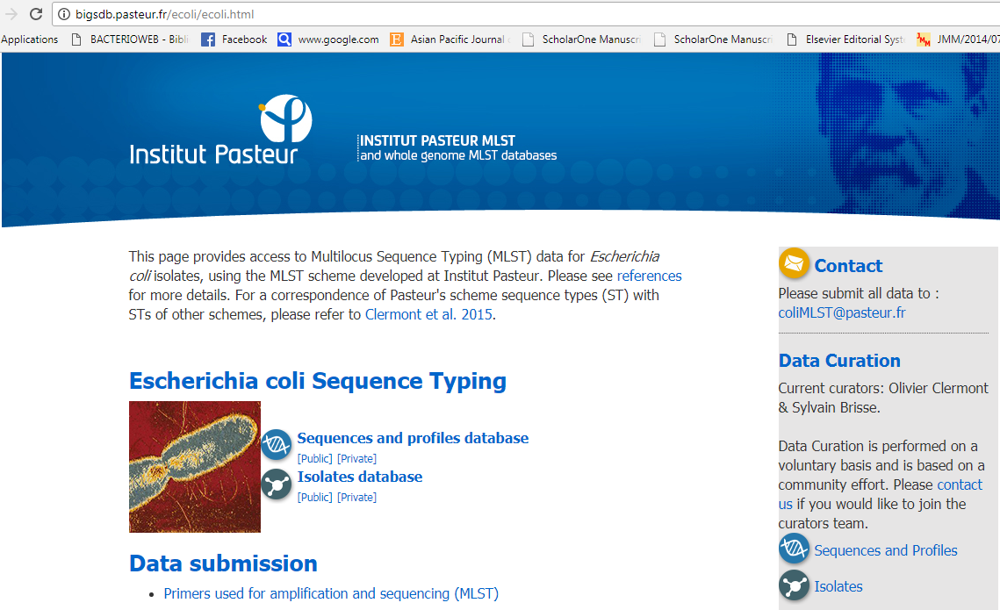 bigsdb.pasteur.fr/ecoli/ecoli.html
Applications BACTERIOWEB - Bibli Facebook www.google.com Asian Pacific Journal ScholarOne Manuscri ScholarOne Manuscri Elsevier Editorial Syst JMM/2014/07
Institut Pasteur
INSTITUT PASTEUR MLST
and whole genome MLST databases
This page provides access to Multilocus Sequence Typing (MLST) data for Escherichia
coli isolates, using the MLST scheme developed at Institut Pasteur. Please see references
for more details. For a correspondence of Pasteur's scheme sequence types (ST) with
STs of other schemes, please refer to Clermont et al. 2015.
Escherichia coli Sequence Typing
Sequences and profiles database
[Public] [Private]
Isolates database
[Public] [Private]
Data submission
• Primers used for amplification and sequencing (MLST)
Contact
Please submit all data to :
coliMLST@pasteur.fr
Data Curation
Current curators: Olivier Clermont
& Sylvain Brisse.
Data Curation is performed on a
voluntary basis and is based on a
community effort. Please contact
us if you would like to join the
curators team.
Sequences and Profiles
Isolates